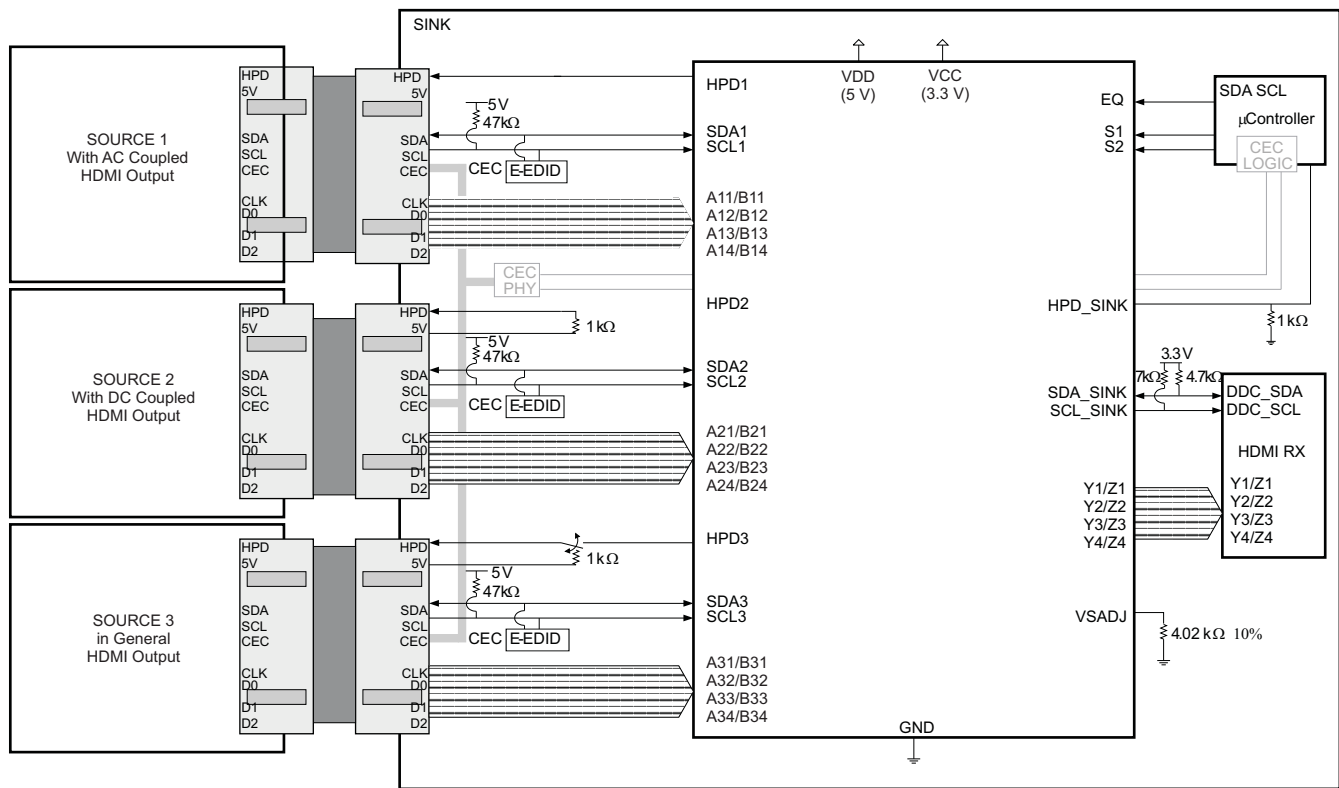 SINK
SOURCE 1
With AC Coupled
HDMI Output
HPD
5V
SDA
SCL
CEC
CLK
D0
D1
D2
HPD
5V
SDA
SCL
CEC
CLK
D0
D1
D2
5V
47kΩ
CEC
E-EDID
HPD1
SDA1
SCL1
A11/B11
A12/B12
A13/B13
A14/B14
VDD
(5 V)
VCC
(3.3 V)
EQ
S1
S2
SDA SCL
µController
CEC
LOGIC
CEC
PHY
SOURCE 2
With DC Coupled
HDMI Output
HPD
5V
SDA
SCL
CEC
CLK
D0
D1
D2
HPD
5V
SDA
SCL
CEC
CLK
D0
D1
D2
1kΩ
5V
47kΩ
CEC
E-EDID
HPD2
SDA2
SCL2
A21/B21
A22/B22
A23/B23
A24/B24
HPD_SINK
1kΩ
3.3V
7kΩ
4.7kΩ
SDA_SINK
SCL_SINK
DDC_SDA
DDC_SCL
HDMI RX
Y1/Z1
Y2/Z2
Y3/Z3
Y4/Z4
Y1/Z1
Y2/Z2
Y3/Z3
Y4/Z4
SOURCE 3
in General
HDMI Output
HPD
5V
SDA
SCL
CEC
CLK
D0
D1
D2
HPD
5V
SDA
SCL
CEC
CLK
D0
D1
D2
1kΩ
5V
47kΩ
CEC
E-EDID
HPD3
SDA3
SCL3
A31/B31
A32/B32
A33/B33
A34/B34
VSADJ
4.02 kΩ 10%
GND